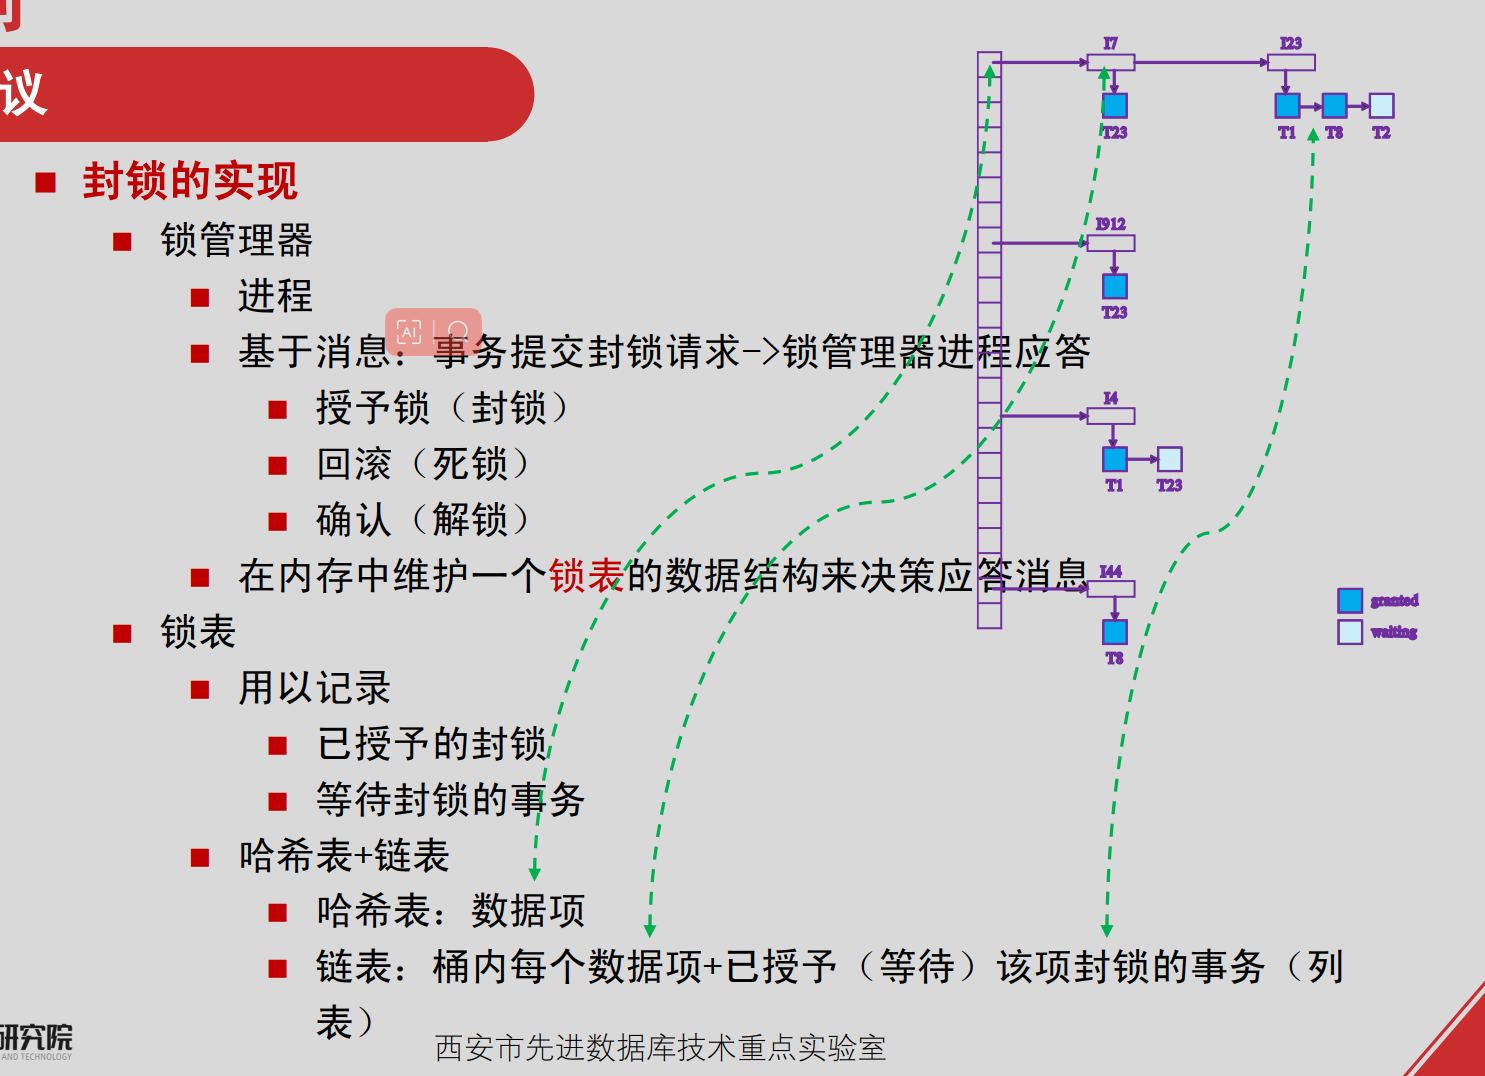 议
封锁的实现
锁管理器
进程
基于消息：事务提交封锁请求->锁管理器进程应答
授予锁（封锁）
回滚（死锁）
确认（解锁）
在内存中维护一个锁表的数据结构来决策应答消息
锁表
用以记录
已授予的封锁
等待封锁的事务
哈希表+链表
哈希表：数据项
链表：桶内每个数据项+已授予（等待）该项封锁的事务（列
表）
I7 I23
T23 T1 T8 T2
I912
T23
I4
T1 T23
I44
T8
granted
waiting
AI
研究院
AND TECHNOLOGY
西安市先进数据库技术重点实验室